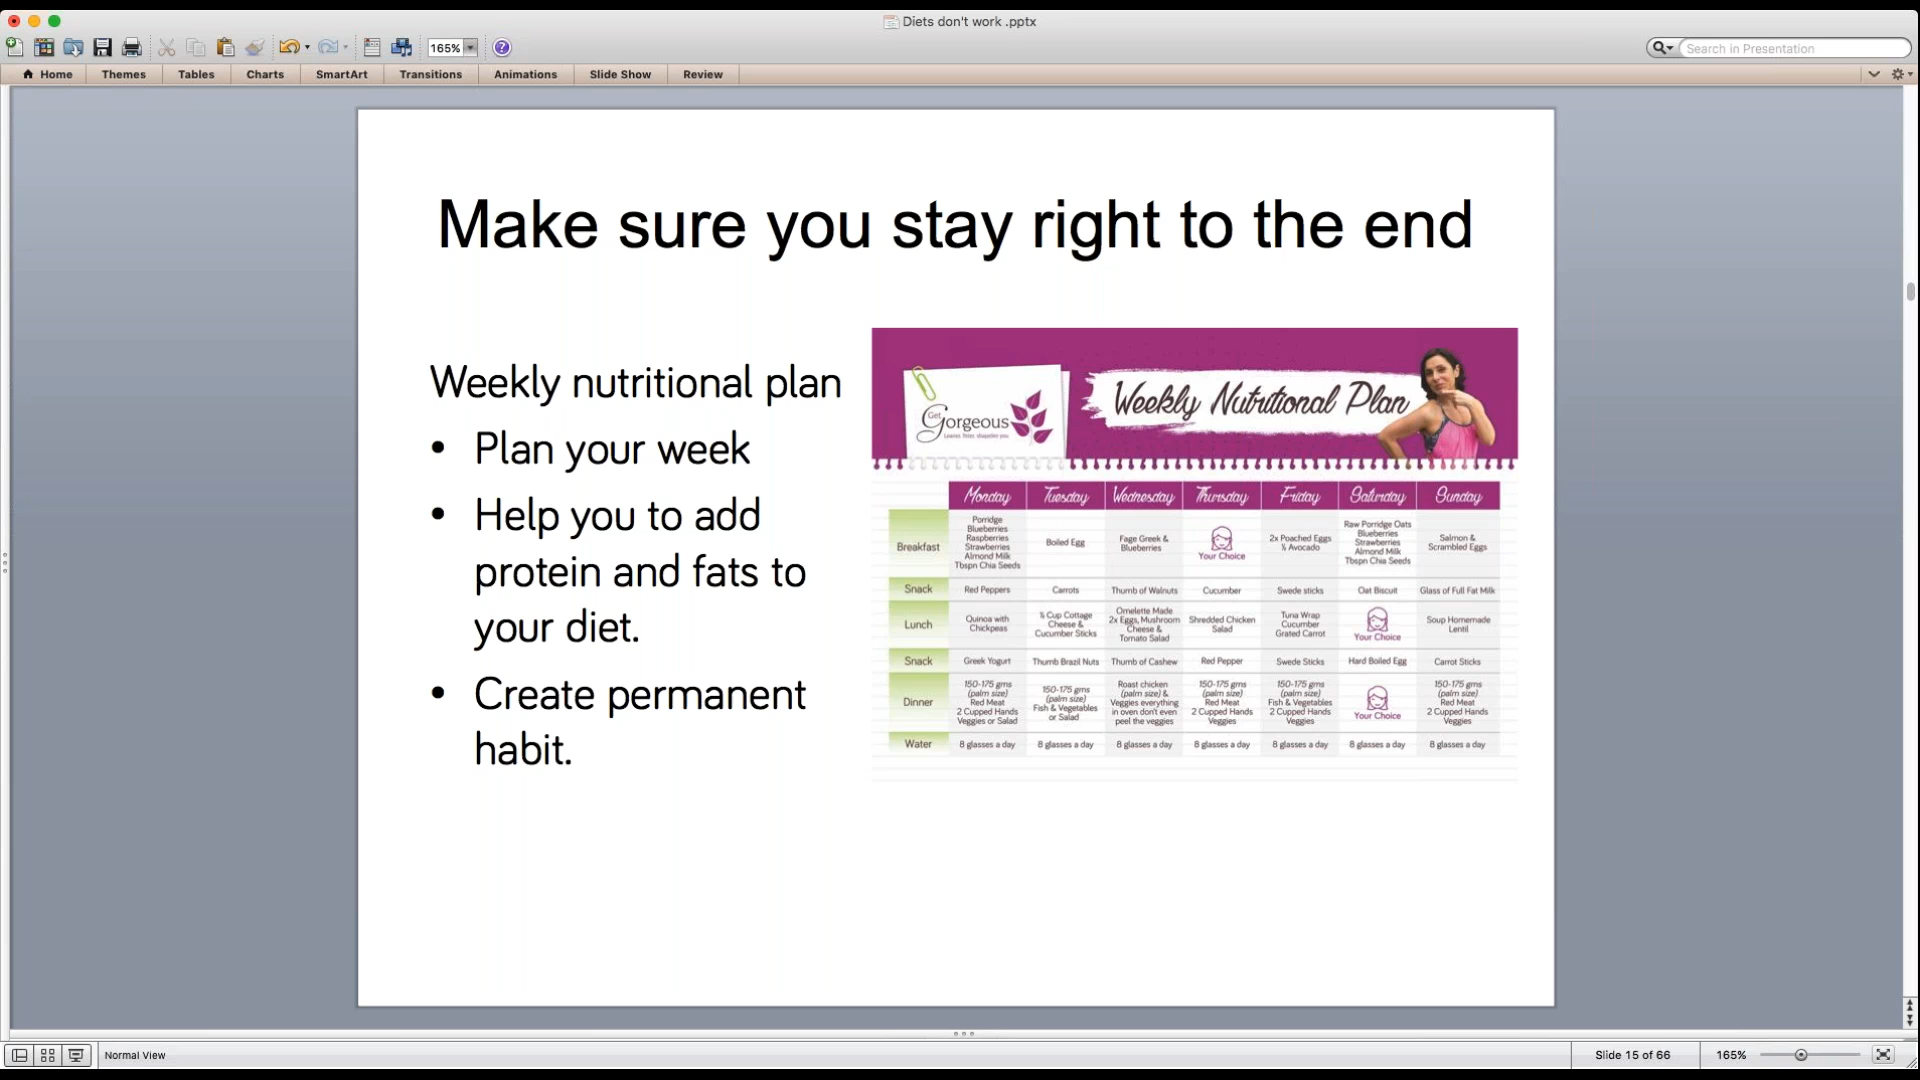 Diets don't work .pptx
165%
Search in Presentation
Home Themes Tables Charts SmartArt Transitions Animations Slide Show Review
Make sure you stay right to the end
Weekly nutritional plan
• Plan your week
• Help you to add
protein and fats to
your diet.
• Create permanent
habit.
Get
Gorgeous
Weekly Nutritional Plan
Monday Tuesday Wednesday Thursday Friday Saturday Sunday
Breakfast
Porridge
Blueberries
Raspberries
Strawberries
Almond Milk
Tbspn Chia Seeds
Boiled Egg
Fage Greek &
Blueberries
Your Choice
2x Poached Eggs
½ Avocado
Raw Porridge Oats
Blueberries
Strawberries
Almond Milk
Tbspn Chia Seeds
Salmon &
Scrambled Eggs
Snack
Red Peppers
Carrots
Thumb of Walnuts
Cucumber
Swede sticks
Oat Biscuit
Glass of Full Fat Milk
Lunch
Quinoa with
Chickpeas
Cup Cottage
Cheese &
Cucumber Sticks
Omelette Made
2x Eggs, Mushroom
Cheese &
Tomato Salad
Shredded Chicken
Salad
Tuna Wrap
Cucumber
Grated Carrot
Your Choice
Soup Homemade
Lentil
Snack
Greek Yogurt
Thumb Brazil Nuts
Thumb of Cashew
Red Pepper
Swede Sticks
Hard Boiled Egg
Carrot Sticks
Dinner
150-175 gms
(palm size)
Red Meat
2 Cupped Hands
Veggies or Salad
150-175 gms
(palm size)
Fish & Vegetables
or Salad
Roast chicken
(palm size) &
Veggies everything
in oven don't even
peel the veggies
150-175 gms
(palm size)
Red Meat
2 Cupped Hands
Veggies
150-175 gms
(palm size)
Fish & Vegetables
2 Cupped Hands
Veggies
Your Choice
150-175 gms
(palm size)
Red Meat
2 Cupped Hands
Veggies
Water
8 glasses a day
8 glasses a day
8 glasses a day
8 glasses a day
8 glasses a day
8 glasses a day
8 glasses a day
Normal View
Slide 15 of 66
165%